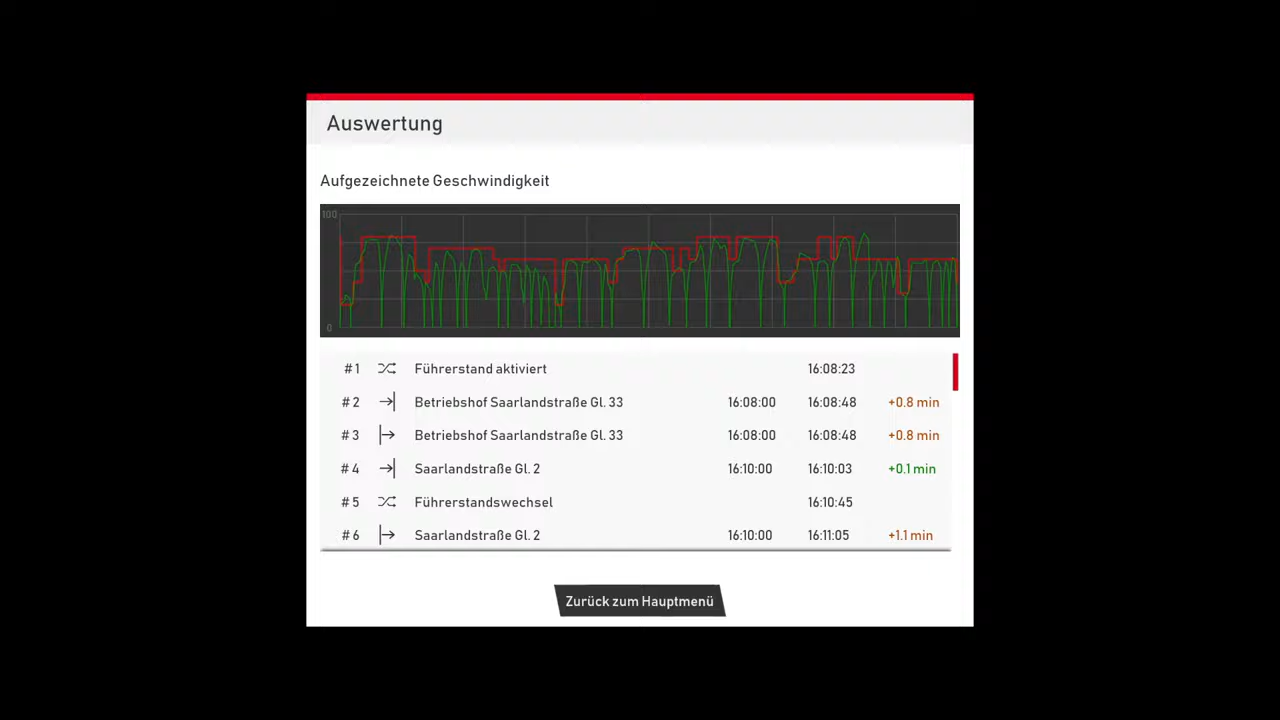 Auswertung
Aufgezeichnete Geschwindigkeit
100
0
#1 Führerstand aktiviert 16:08:23
#2 Betriebshof Saarlandstraße Gl. 33 16:08:00 16:08:48 +0.8 min
#3 Betriebshof Saarlandstraße Gl. 33 16:08:00 16:08:48 +0.8 min
#4 Saarlandstraße Gl. 2 16:10:00 16:10:03 +0.1 min
#5 Führerstandswechsel 16:10:45
#6 Saarlandstraße Gl. 2 16:10:00 16:11:05 +1.1 min
Zurück zum Hauptmenü